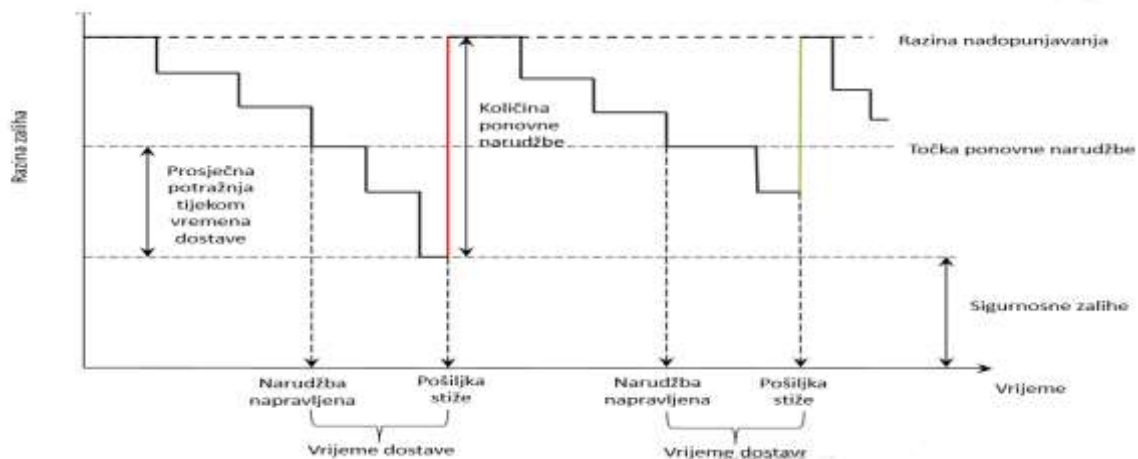 Razina zaliha
Razina nadopunjavanja
Količina
ponovne
narudžbe
Točka ponovne narudžbe
Prosječna
potražnja
tijekom
vremena
dostave
Sigurnosne zalihe
Narudžba
napravljena
Pošiljka
stiže
Narudžba
napravljena
Pošiljka
stiže
Vrijeme
Vrijeme dostave
Vrijeme dostavr